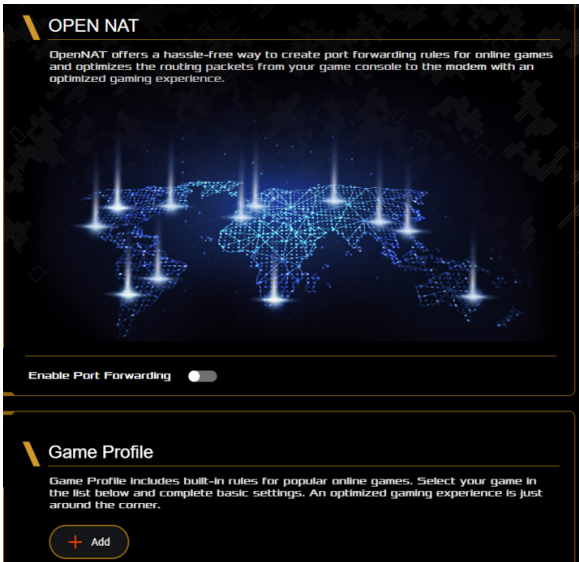 OPEN NAT
OpenNAT offers a hassle-free way to create port forwarding rules for online games
and optimizes the routing packets from your game console to the modem with an
optimized gaming experience.
Enable Port Forwarding
Game Profile
Game Profile includes built-in rules for popular online games. Select your game in
the list below and complete basic settings. An optimized gaming experience is just
around the corner.
Add